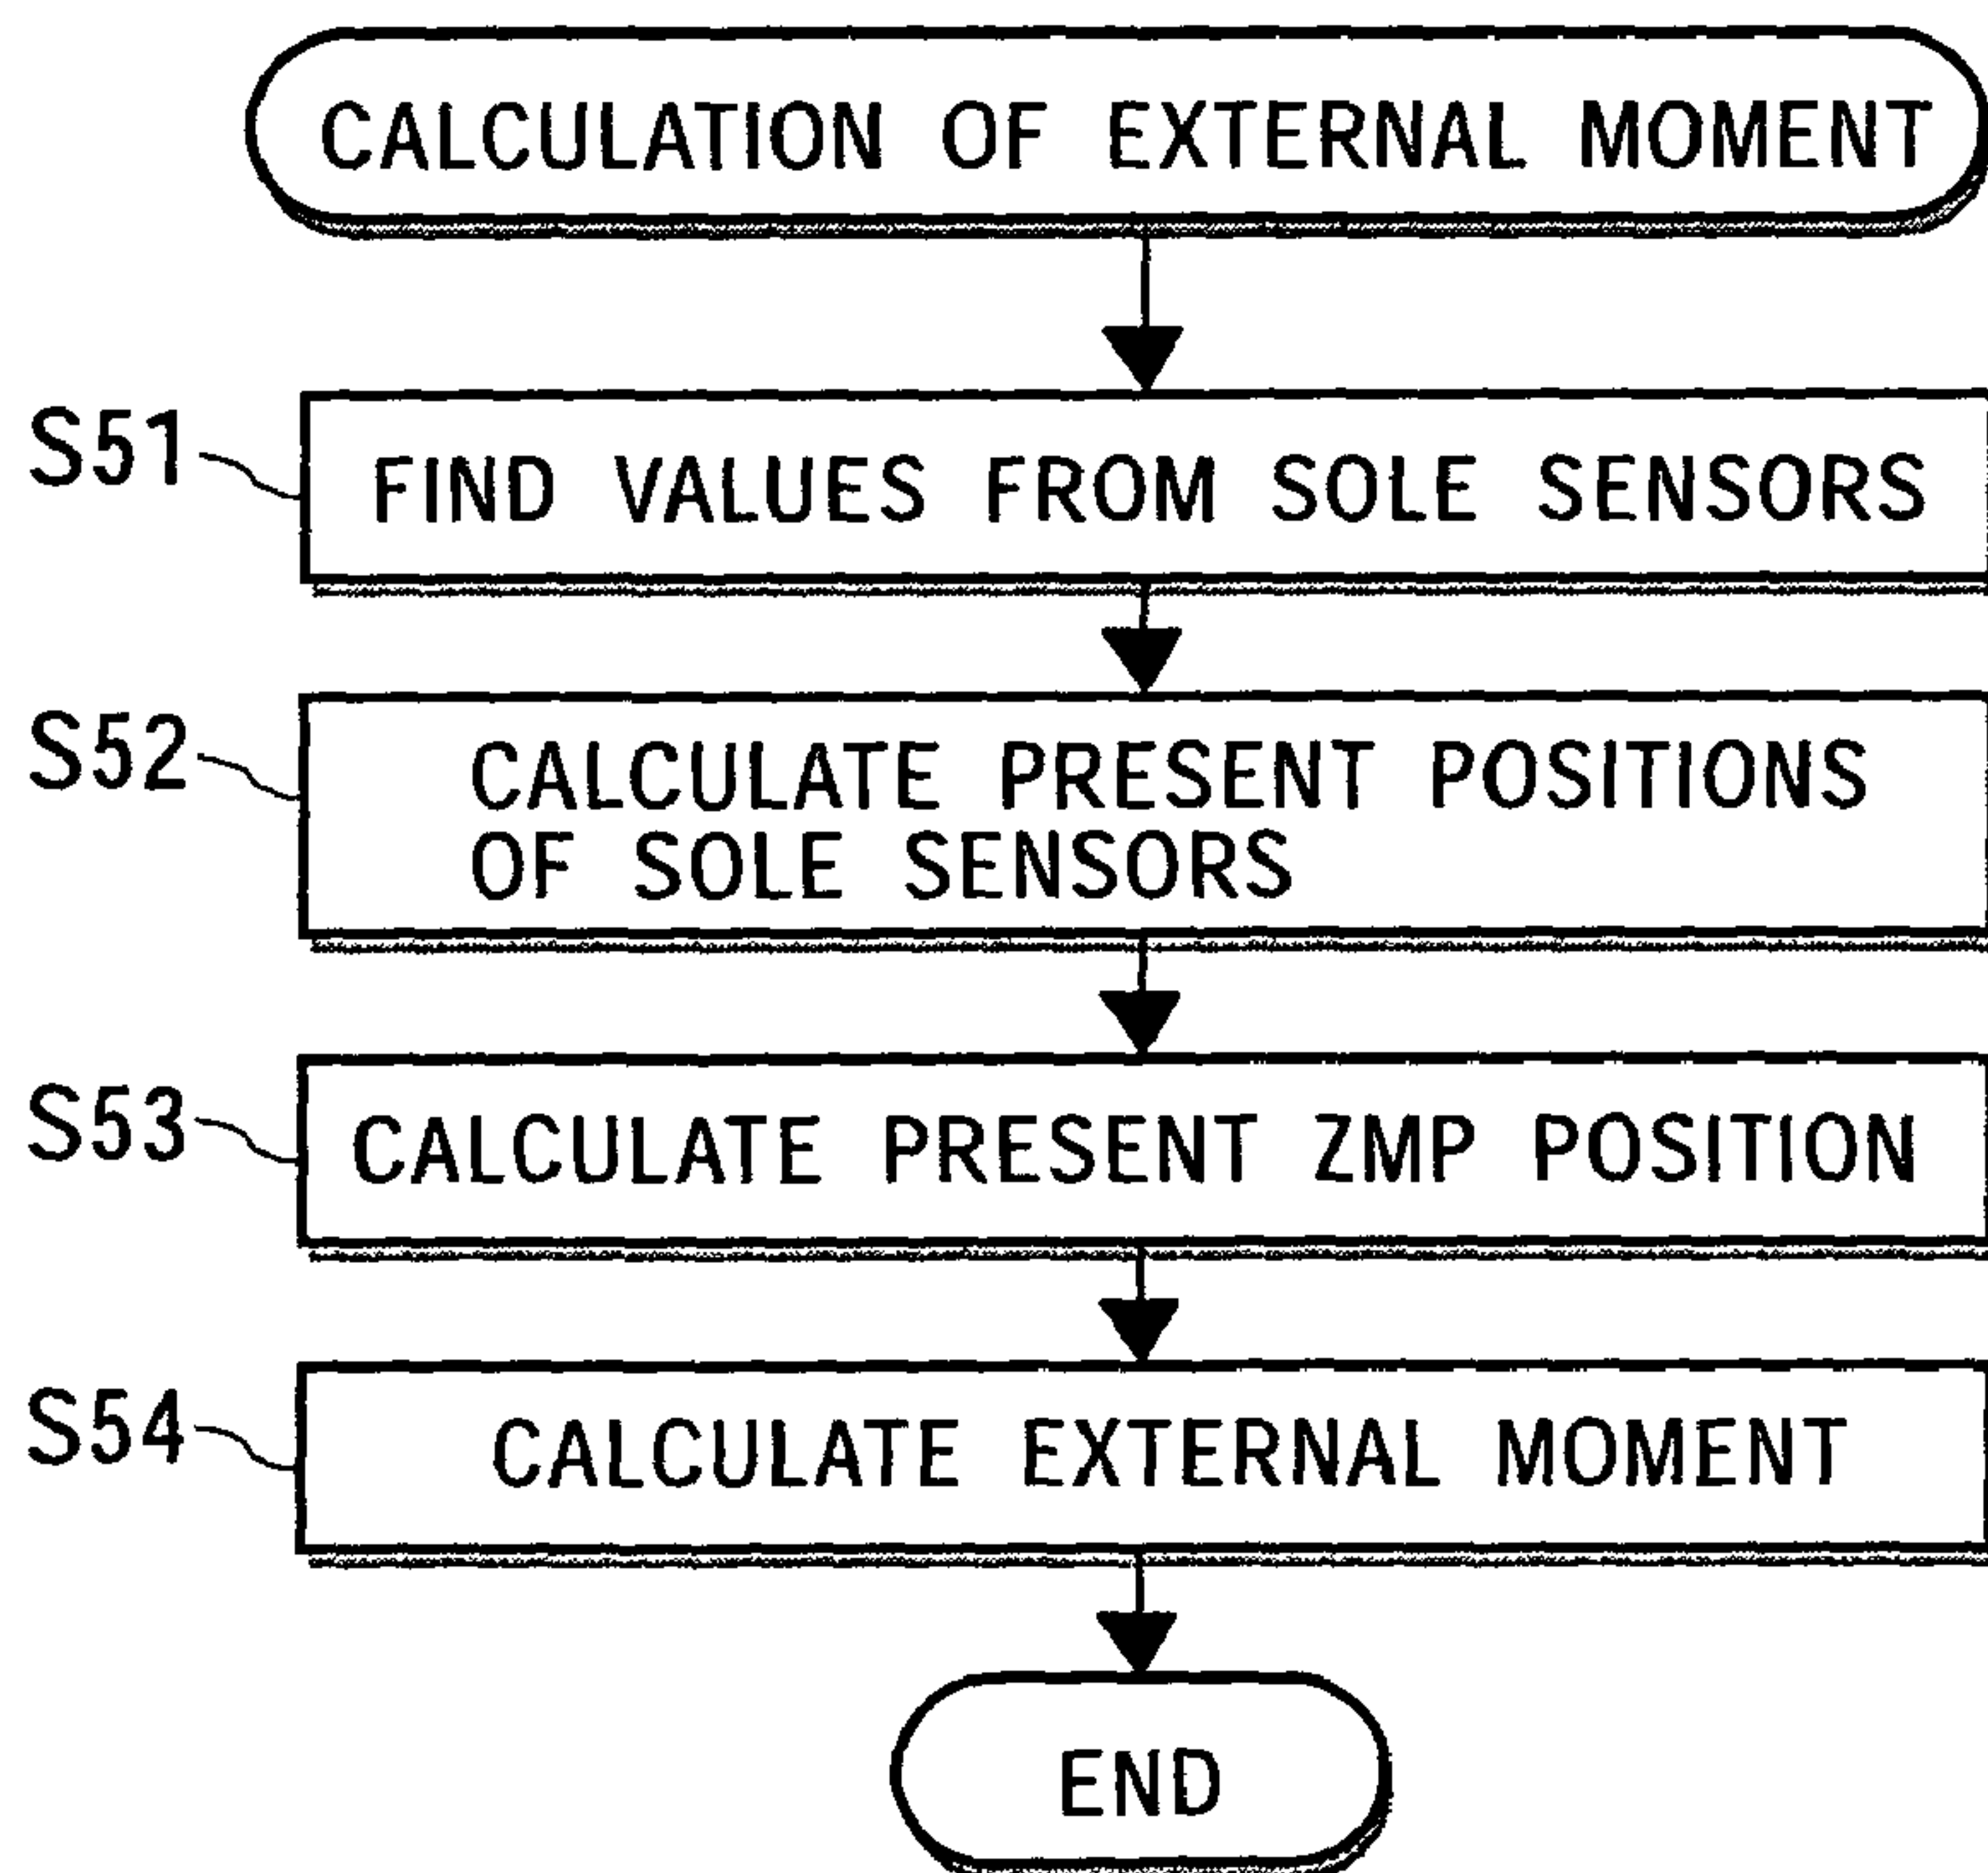 CALCULATION OF EXTERNAL MOMENT
S51
FIND VALUES FROM SOLE SENSORS
S52
CALCULATE PRESENT POSITIONS
OF SOLE SENSORS
S53
CALCULATE PRESENT ZMP POSITION
S54
CALCULATE EXTERNAL MOMENT
END